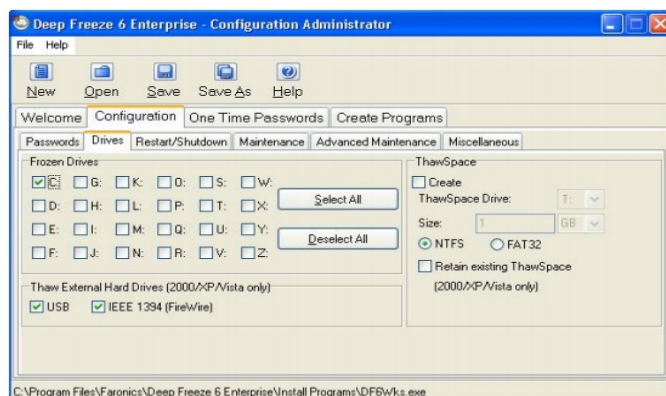 Deep Freeze 6 Enterprise - Configuration Administrator
File Help
New Open Save Save As Help
Welcome Configuration One Time Passwords Create Programs
Passwords Drives Restart/Shutdown Maintenance Advanced Maintenance Miscellaneous
Frozen Drives
C: G: K: O: S: W:
D: H: L: P: T: X:
E: I: M: Q: U: Y:
F: J: N: R: V: Z:
Select All
Deselect All
Thaw External Hard Drives (2000/XP/Vista only)
USB IEEE 1394 (FireWire)
ThawSpace
Create
ThawSpace Drive: T:
Size: 1 GB
NTFS FAT32
Retain existing ThawSpace
(2000/XP/Vista only)
C:\Program Files\Faronics\Deep Freeze 6 Enterprise\Install Programs\DF6Wks.exe